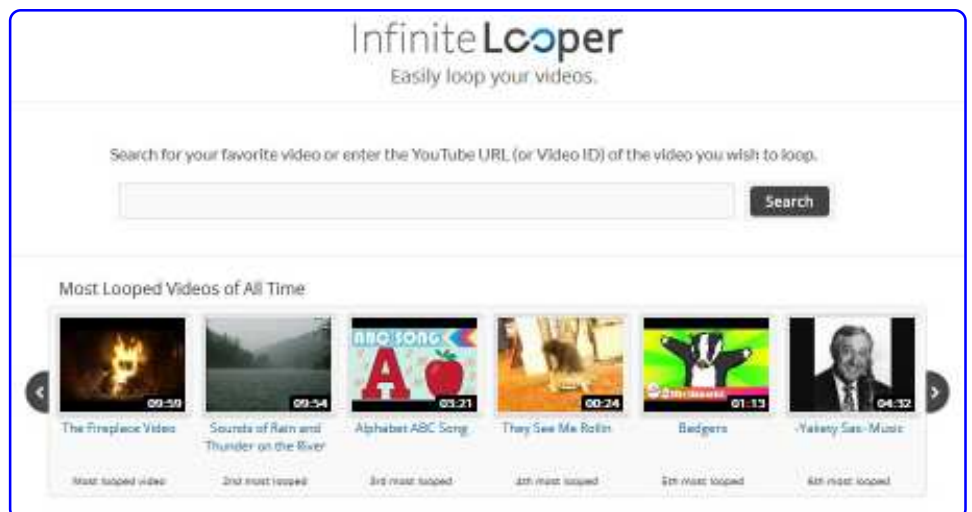 Infinite Looper
Easily loop your videos.
Search for your favorite video or enter the YouTube URL (or Video ID) of the video you wish to loop.
Search
Most Looped Videos of All Time
ABC SONG
A
09:59
09:54
03:21
00:24
01:13
04:32
The Fireplace Video
Sounds of Rain and
Thunder on the River
Alphabet ABC Song
They See Me Rollin
Badgers
-Yakety Sax- Music
Most looped video
2nd most looped
3rd most looped
4th most looped
5th most looped
6th most looped